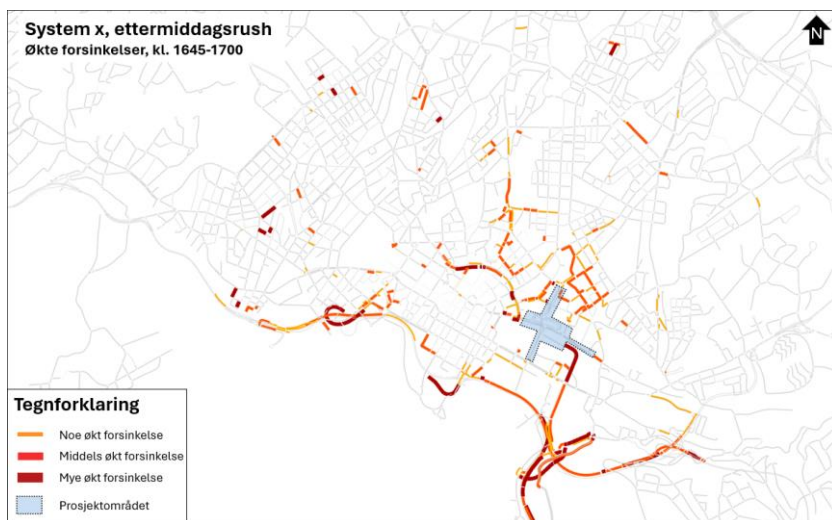 System x, ettermiddagsrush
Økte forsinkelser, kl. 1645-1700
N
Tegnforklaring
Noe økt forsinkelse
Middels økt forsinkelse
Mye økt forsinkelse
Prosjektområdet